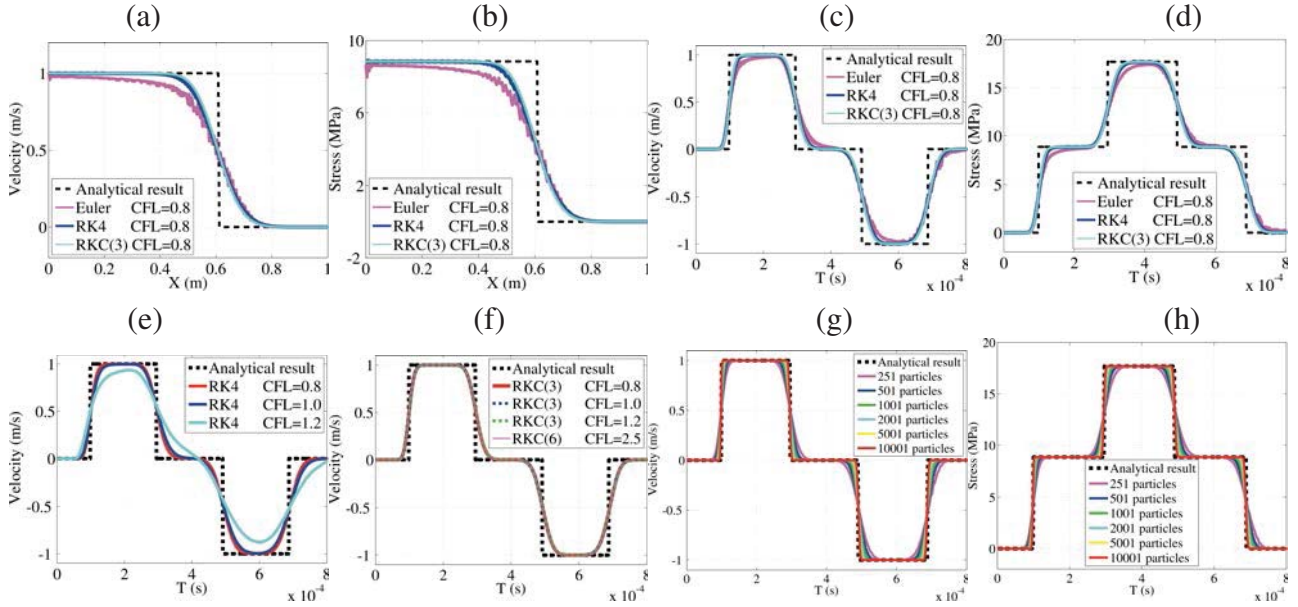 (a)
Velocity (m/s)
1
0.5
0
Analytical result
Euler CFL=0.8
RK4 CFL=0.8
RKC(3) CFL=0.8
0 0.2 0.4 0.6 0.8 1
X (m)
(b)
Stress (MPa)
10
6
2
-2
Analytical result
Euler CFL=0.8
RK4 CFL=0.8
RKC(3) CFL=0.8
0 0.2 0.4 0.6 0.8 1
X (m)
(c)
Velocity (m/s)
1
0.5
0
-0.5
-1
Analytical result
Euler CFL=0.8
RK4 CFL=0.8
RKC(3) CFL=0.8
0 2 4 6 8
T (s)
x 10-4
(d)
Stress (MPa)
20
15
10
5
0
Analytical result
Euler CFL=0.8
RK4 CFL=0.8
RKC(3) CFL=0.8
0 2 4 6 8
T (s)
x 10-4
(e)
Velocity (m/s)
1
0.5
0
-0.5
-1
Analytical result
RK4 CFL=0.8
RK4 CFL=1.0
RK4 CFL=1.2
0 2 4 6 8
T (s)
x 10-4
(f)
Velocity (m/s)
1
0.5
0
-0.5
-1
Analytical result
RKC(3) CFL=0.8
RKC(3) CFL=1.0
RKC(3) CFL=1.2
RKC(6) CFL=2.5
0 2 4 6 8
T (s)
x 10-4
(g)
Velocity (m/s)
1
0.5
0
-0.5
-1
Analytical result
251 particles
501 particles
1001 particles
2001 particles
5001 particles
10001 particles
0 2 4 6 8
T (s)
x 10-4
(h)
Stress (MPa)
20
15
10
5
0
Analytical result
251 particles
501 particles
1001 particles
2001 particles
5001 particles
10001 particles
0 2 4 6 8
T (s)
x 10-4